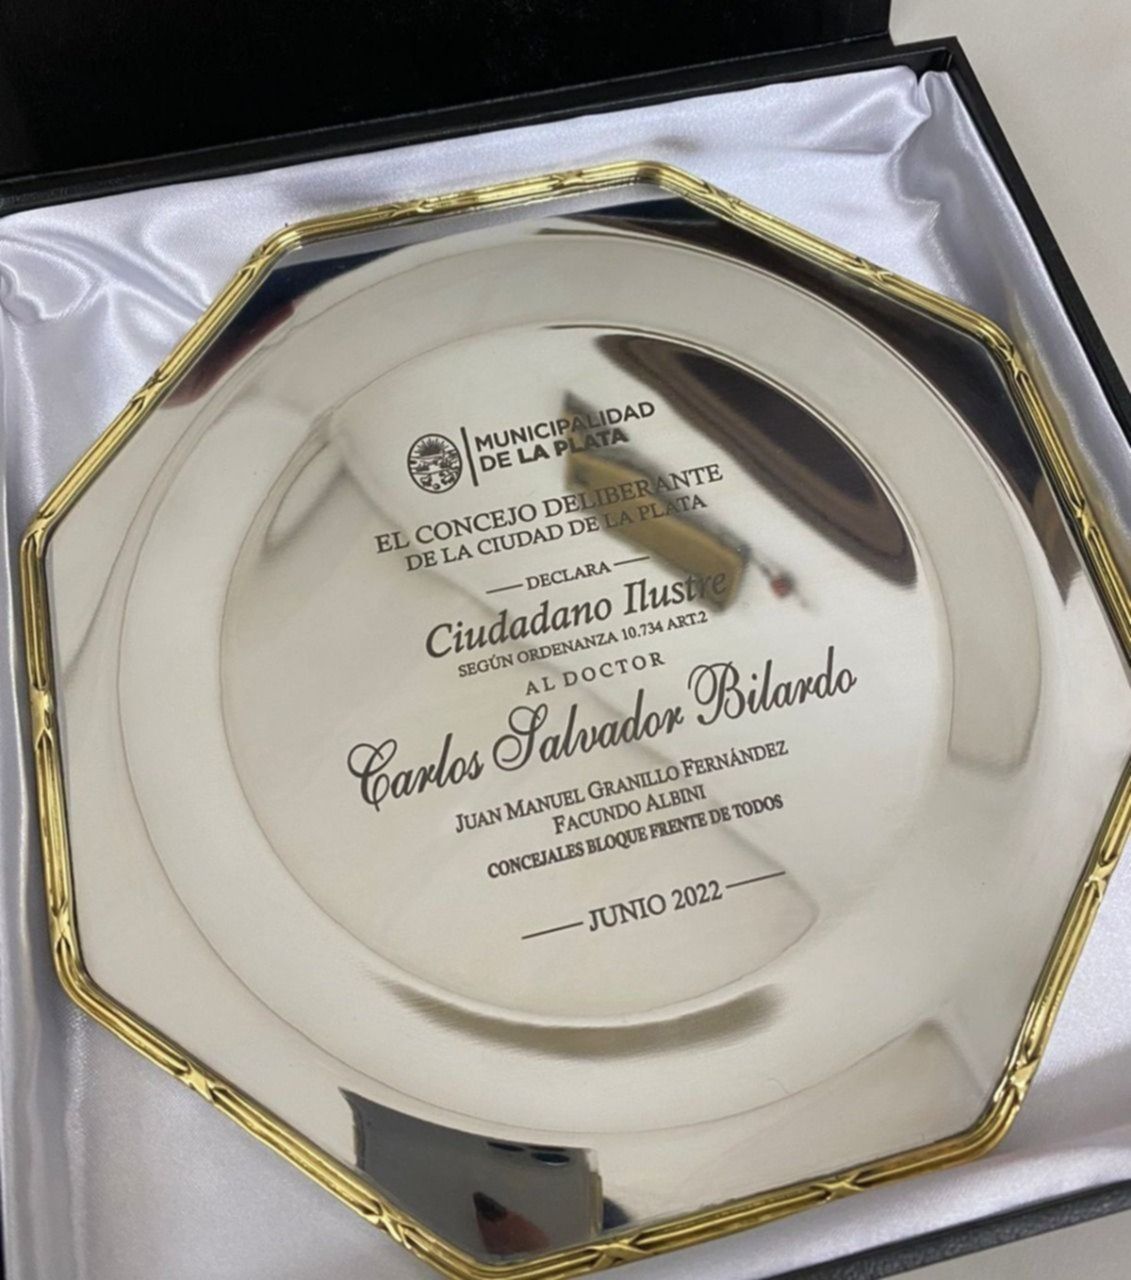 MUNICIPALIDAD
DE LA PLATA
EL CONCEJO DELIBERANTE
DE LA CIUDAD DE LA PLATA
DECLARA
Ciudadano Ilustre
SEGÚN ORDENANZA 10.734 ART.2
AL DOCTOR
Carlos Salvador Bilardo
JUAN MANUEL GRANILLO FERNÁNDEZ
FACUNDO ALBINI
CONCEJALES BLOQUE FRENTE DE TODOS
JUNIO 2022